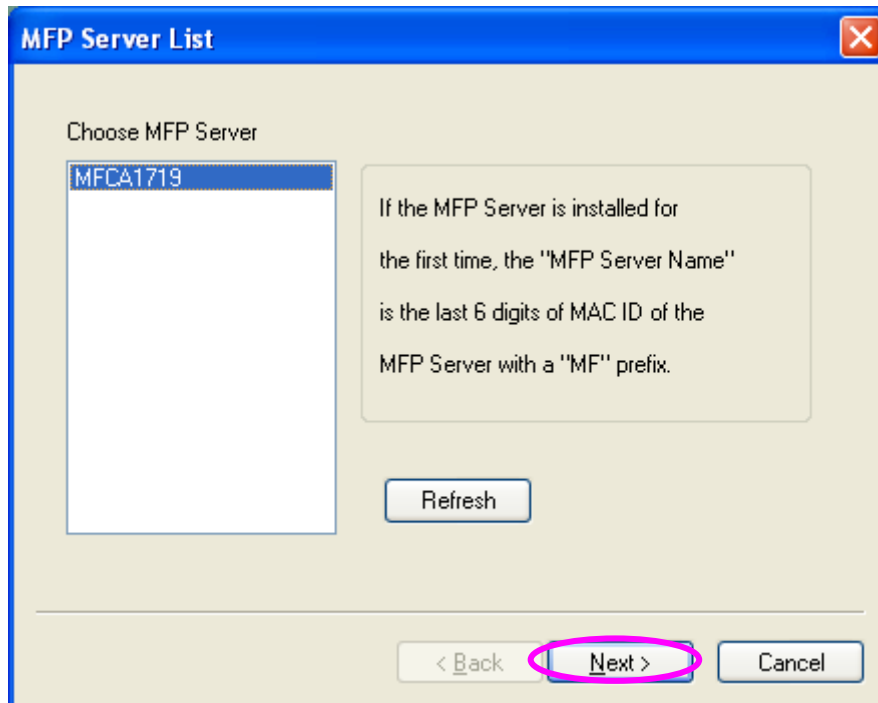 MFP Server List
Choose MFP Server
MFCA1719
If the MFP Server is installed for
the first time, the "MFP Server Name"
is the last 6 digits of MAC ID of the
MFP Server with a "MF" prefix.
Refresh
< Back
Next >
Cancel